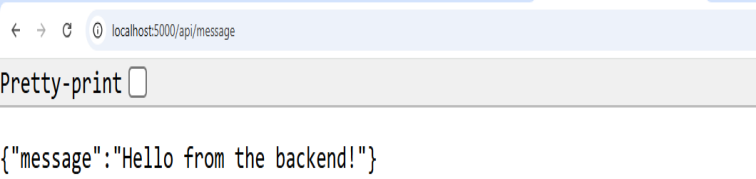 localhost:5000/api/message
Pretty-print
{"message":"Hello from the backend!"}